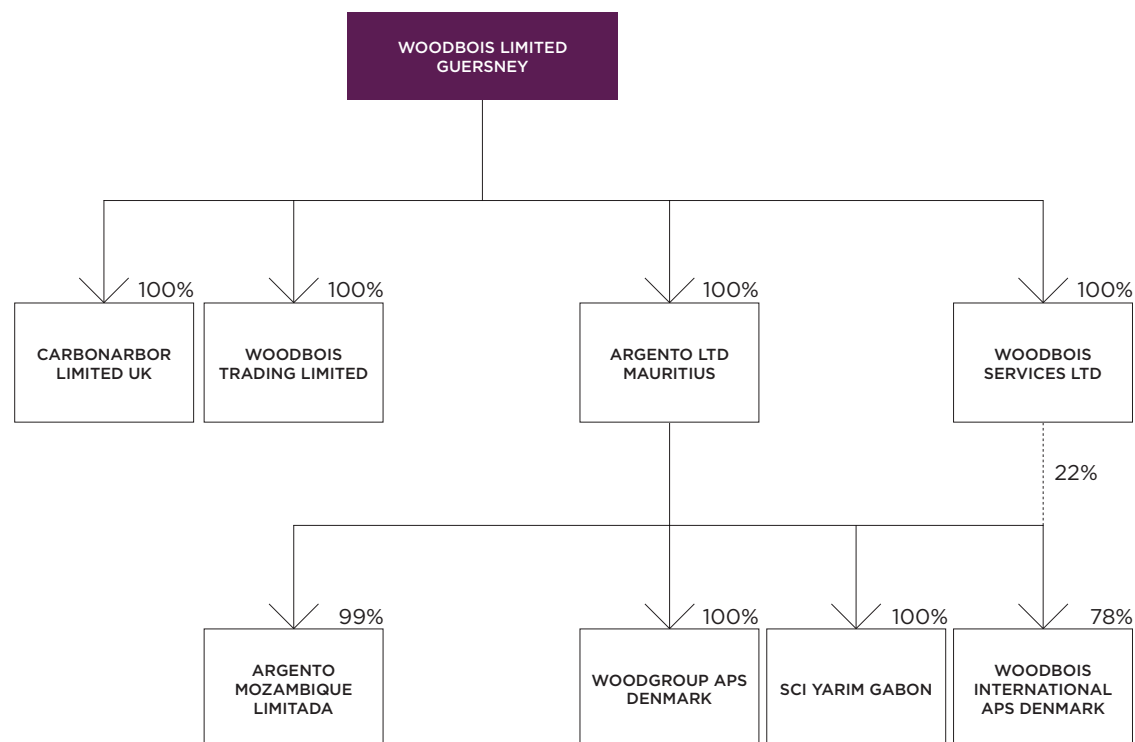 WOODBOIS LIMITED
GUERSNEY
100%
100%
100%
100%
CARBONARBOR
LIMITED UK
WOODBOIS
TRADING LIMITED
ARGENTO LTD
MAURITIUS
WOODBOIS
SERVICES LTD
22%
99%
100%
100%
78%
ARGENTO
MOZAMBIQUE
LIMITADA
WOODGROUP APS
DENMARK
SCI YARIM GABON
WOODBOIS
INTERNATIONAL
APS DENMARK